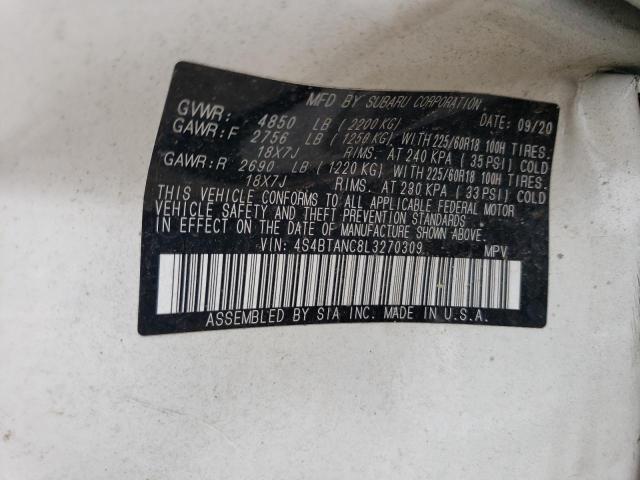 MFD BY SUBARU CORPORATION DATE: 09/20
GVWR: 4850 LB (2200 KG)
GAWR: F 2756 LB (1250 KG) WITH 225/60R18 100H TIRES.
18X7J RIMS. AT 240 KPA (35 PSI) COLD
GAWR: R 2690 LB (1220 KG) WITH 225/60R18 100H TIRES.
18X7J RIMS. AT 280 KPA (33 PSI) COLD
THIS VEHICLE CONFORMS TO ALL APPLICABLE FEDERAL MOTOR
VEHICLE SAFETY AND THEFT PREVENTION STANDARDS
IN EFFECT ON THE DATE OF MANUFACTURE SHOWN ABOVE.
VIN: 4S4BTANC8L3270309 MPV
ASSEMBLED BY SIA INC. MADE IN U.S.A.